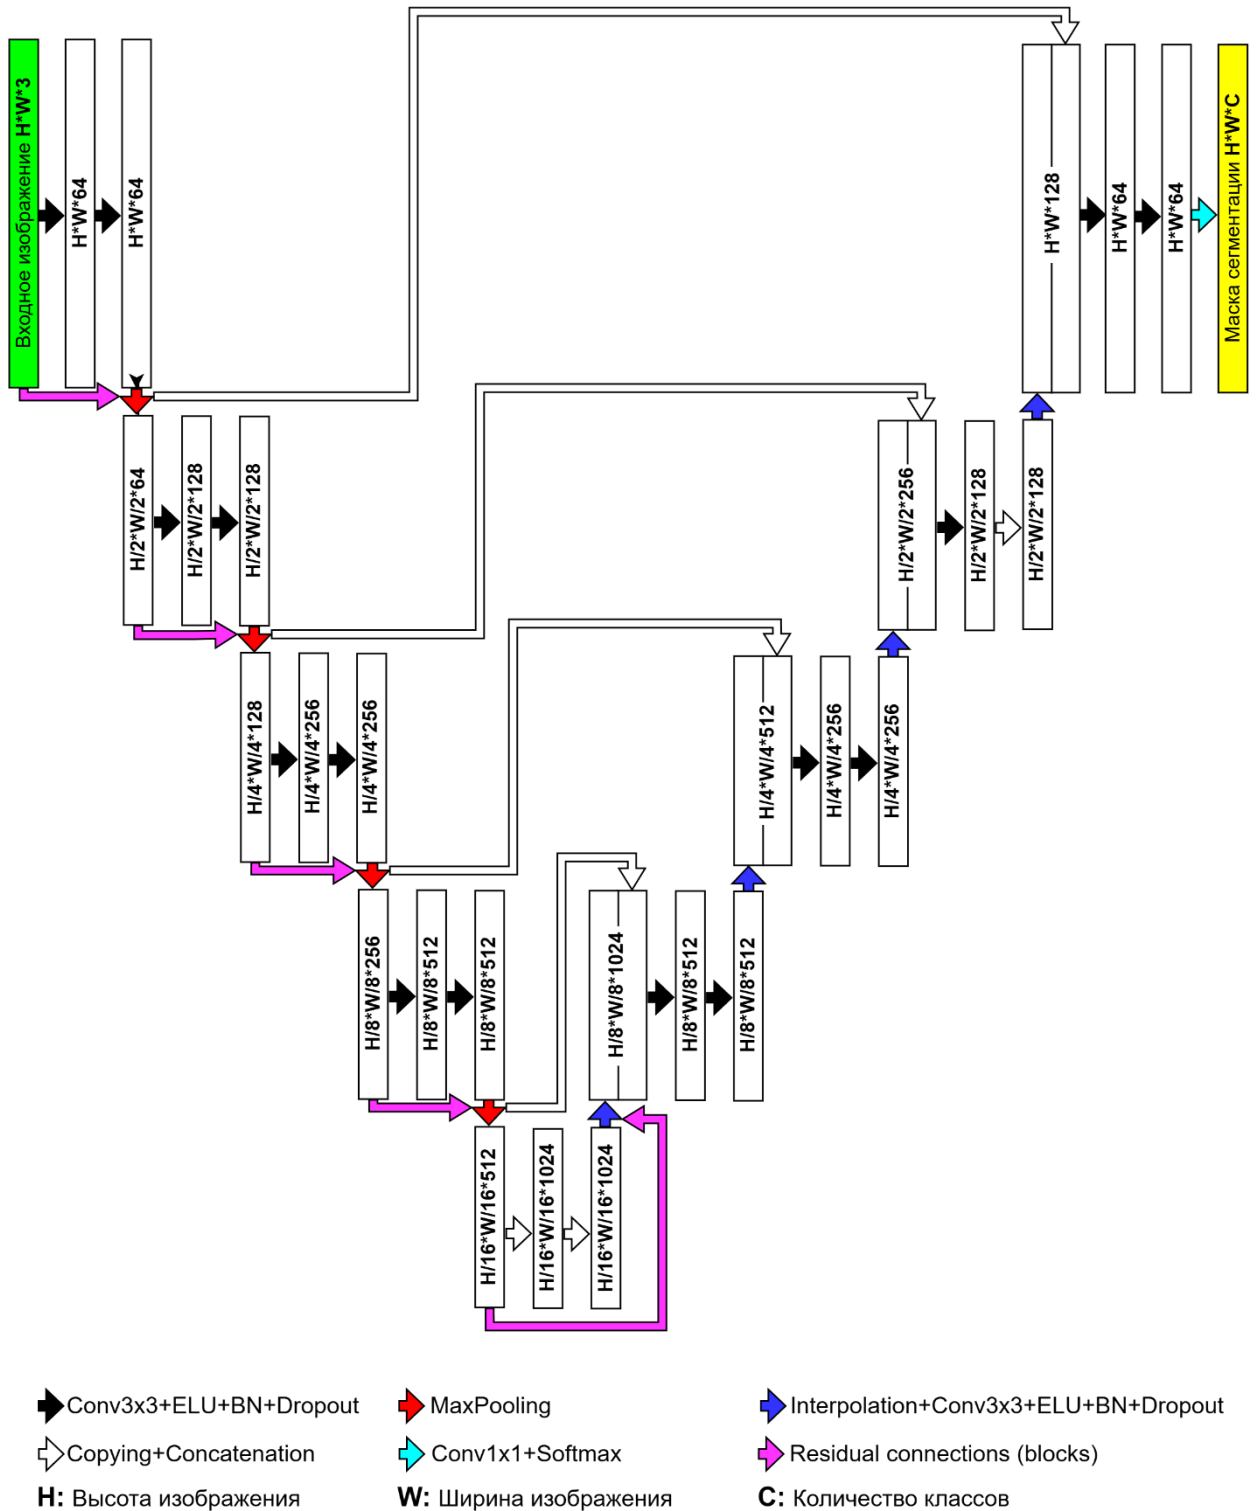 Входное изображение H*W*3
H*W*64
H*W*64
H*W*128
H*W*64
H*W*64
Маска сегментации H*W*C
H/2*W/2*64
H/2*W/2*128
H/2*W/2*128
H/2*W/2*256
H/2*W/2*128
H/2*W/2*128
H/4*W/4*128
H/4*W/4*256
H/4*W/4*256
H/4*W/4*512
H/4*W/4*256
H/4*W/4*256
H/8*W/8*256
H/8*W/8*512
H/8*W/8*512
H/8*W/8*1024
H/8*W/8*512
H/8*W/8*512
H/16*W/16*512
H/16*W/16*1024
H/16*W/16*1024
Conv3x3+ELU+BN+Dropout
MaxPooling
Interpolation+Conv3x3+ELU+BN+Dropout
Copying+Concatenation
Conv1x1+Softmax
Residual connections (blocks)
H: Высота изображения
W: Ширина изображения
C: Количество классов